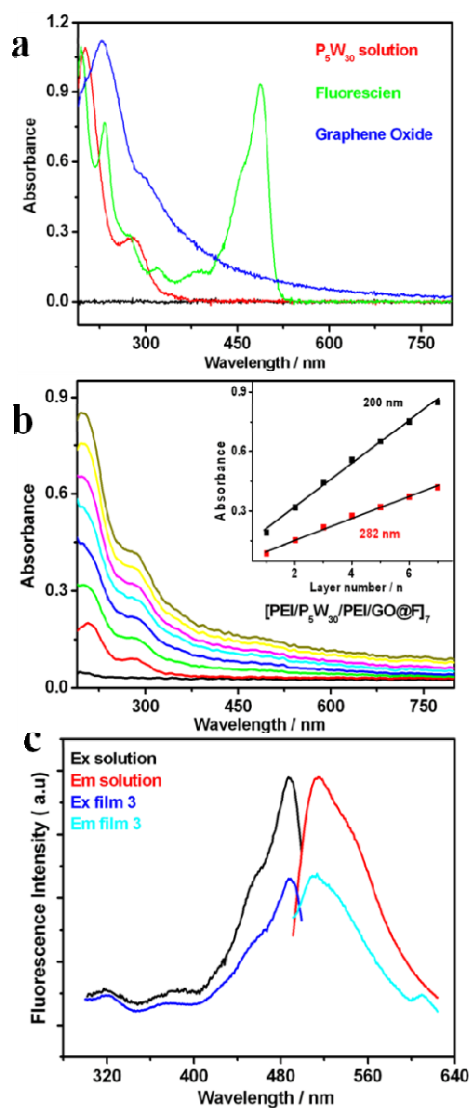 a
1.2
0.9
0.6
0.3
0.0
Absorbance
P5W30 solution
Fluorescien
Graphene Oxide
300 450 600 750
Wavelength / nm
b
0.9
0.6
0.3
0.0
Absorbance
0.9
0.6
0.3
Absorbance
200 nm
282 nm
2 4 6
Layer number / n
[PEI/P5W30/PEI/GO@F]7
300 450 600 750
Wavelength / nm
c
Ex solution
Em solution
Ex film 3
Em film 3
Fluorescence Intensity ( a.u)
320 400 480 560 640
Wavelength / nm